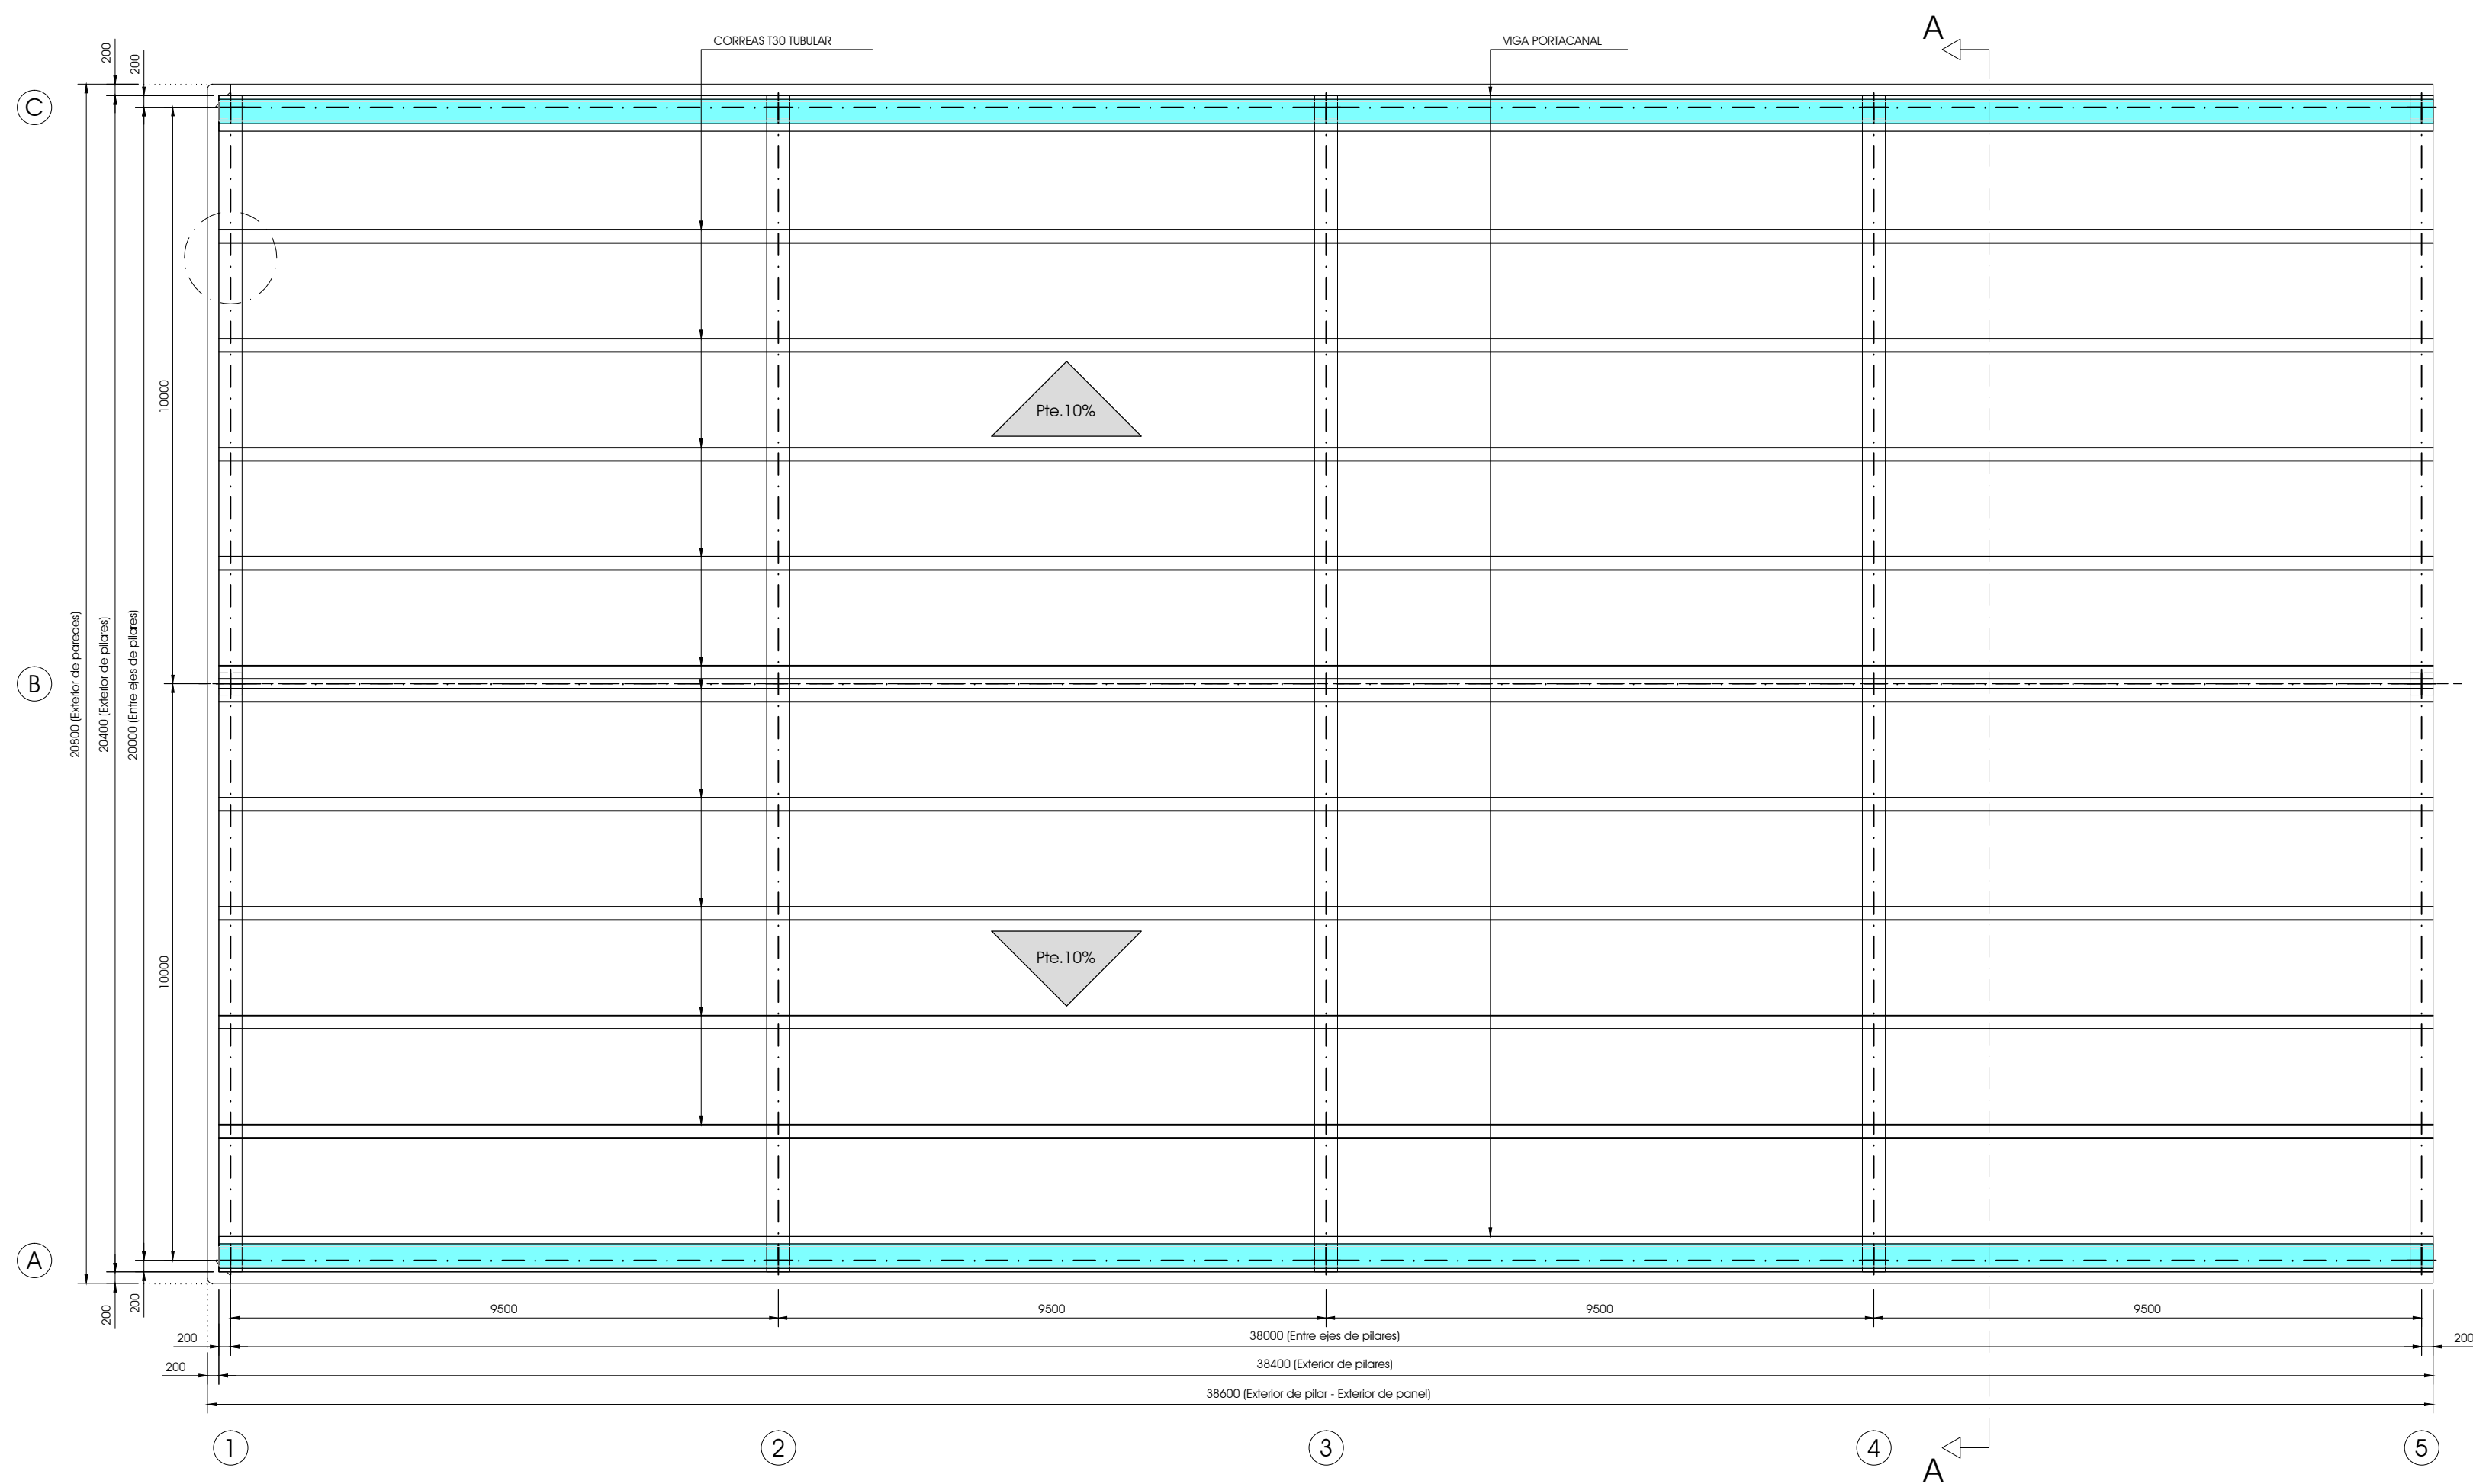 A
CORREAS T30 TUBULAR
VIGA PORTACANAL
200
200
C
10000
Pte.10%
20800 (Exterior de paredes)
20400 (Exterior de pilares)
20000 (Entre ejes de pilares)
B
10000
Pte.10%
A
200
200
9500
9500
9500
9500
200
38000 (Entre ejes de pilares)
200
200
38400 (Exterior de pilares)
38600 (Exterior de pilar - Exterior de panel)
1
2
3
4
5
A